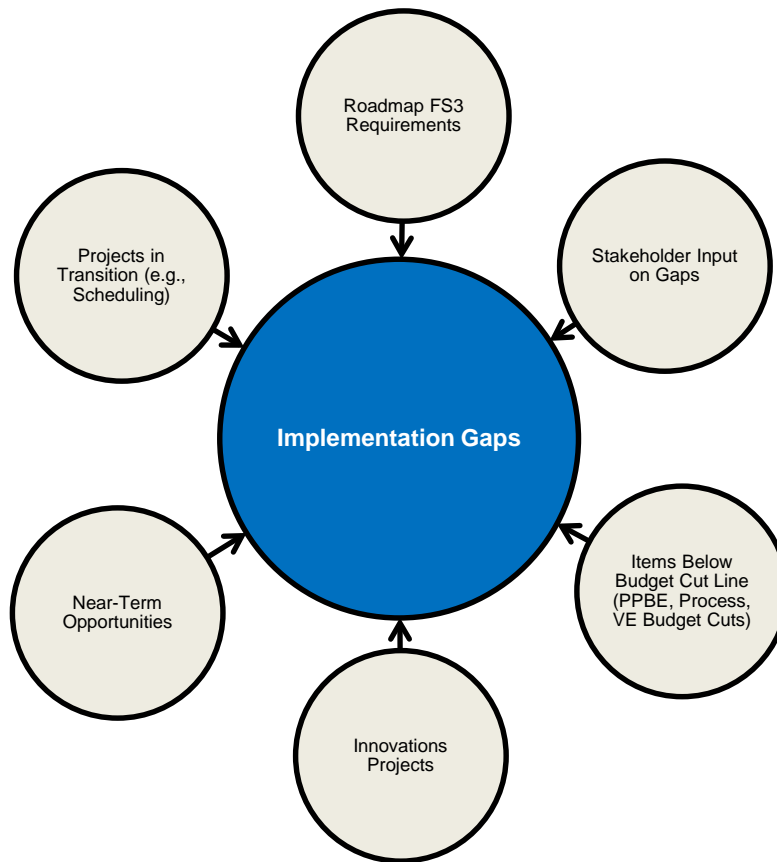 Roadmap FS3
Requirements
Projects in
Transition (e.g.,
Scheduling)
Stakeholder Input
on Gaps
Implementation Gaps
Near-Term
Opportunities
Items Below
Budget Cut Line
(PPBE, Process,
VE Budget Cuts)
Innovations
Projects